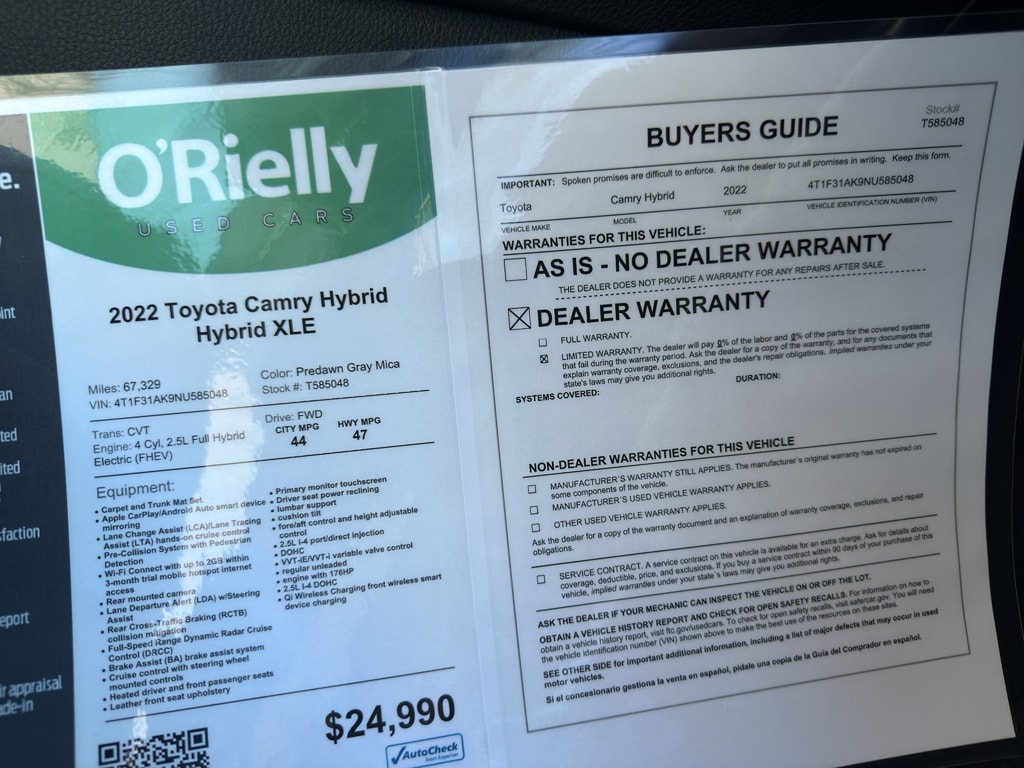 e.
int
an
ted
ited
sfaction
eport
ir appraisal
ade-in
O'Rielly
USED CARS
2022 Toyota Camry Hybrid
Hybrid XLE
Miles: 67,329
Color: Predawn Gray Mica
VIN: 4T1F31AK9NU585048
Stock #: T585048
Trans: CVT
Drive: FWD
Engine: 4 Cyl, 2.5L Full Hybrid
Electric (FHEV)
CITY MPG
44
HWY MPG
47
Equipment:
• Carpet and Trunk Mat Set
• Apple CarPlay/Android Auto smart device
mirroring
• Lane Change Assist (LCA)/Lane Tracing
Assist (LTA) hands-on cruise control
• Pre-Collision System with Pedestrian
Detection
• Wi-Fi Connect with up to 2GB within
3-month trial mobile hotspot internet
access
• Rear mounted camera
• Lane Departure Alert (LDA) w/Steering
Assist
• Rear Cross-Traffic Braking (RCTB)
collision mitigation
• Full-Speed Range Dynamic Radar Cruise
Control (DRCC)
• Brake Assist (BA) brake assist system
• Cruise control with steering wheel
mounted controls
• Heated driver and front passenger seats
• Leather front seat upholstery
• Primary monitor touchscreen
• Driver seat power reclining
• lumbar support
• cushion tilt
• fore/aft control and height adjustable
control
• 2.5L I-4 port/direct injection
• DOHC
• VVT-iE/VVT-i variable valve control
• regular unleaded
• engine with 176HP
• 2.5L I-4 DOHC
• Qi Wireless Charging front wireless smart
device charging
$24,990
AutoCheck
from Experian
Stock#
T585048
BUYERS GUIDE
IMPORTANT: Spoken promises are difficult to enforce. Ask the dealer to put all promises in writing. Keep this form.
Toyota Camry Hybrid 2022 4T1F31AK9NU585048
VEHICLE MAKE MODEL YEAR VEHICLE IDENTIFICATION NUMBER (VIN)
WARRANTIES FOR THIS VEHICLE:
AS IS - NO DEALER WARRANTY
THE DEALER DOES NOT PROVIDE A WARRANTY FOR ANY REPAIRS AFTER SALE.
DEALER WARRANTY
FULL WARRANTY.
LIMITED WARRANTY. The dealer will pay 0% of the labor and 0% of the parts for the covered systems
that fail during the warranty period. Ask the dealer for a copy of the warranty, and for any documents that
explain warranty coverage, exclusions, and the dealer's repair obligations. Implied warranties under your
state's laws may give you additional rights.
SYSTEMS COVERED:
DURATION:
NON-DEALER WARRANTIES FOR THIS VEHICLE
MANUFACTURER'S WARRANTY STILL APPLIES. The manufacturer's original warranty has not expired on
some components of the vehicle.
MANUFACTURER'S USED VEHICLE WARRANTY APPLIES.
OTHER USED VEHICLE WARRANTY APPLIES.
Ask the dealer for a copy of the warranty document and an explanation of warranty coverage, exclusions, and repair
obligations.
SERVICE CONTRACT. A service contract on this vehicle is available for an extra charge. Ask for details about
coverage, deductible, price, and exclusions. If you buy a service contract within 90 days of your purchase of this
vehicle, implied warranties under your state's laws may give you additional rights.
ASK THE DEALER IF YOUR MECHANIC CAN INSPECT THE VEHICLE ON OR OFF THE LOT.
OBTAIN A VEHICLE HISTORY REPORT AND CHECK FOR OPEN SAFETY RECALLS. For information on how to
obtain a vehicle history report, visit ftc.gov/usedcars. To check for open safety recalls, visit safercar.gov. You will need
the vehicle identification number (VIN) shown above to make the best use of the resources on these sites.
SEE OTHER SIDE for important additional information, including a list of major defects that may occur in used
motor vehicles.
Si el concesionario gestiona la venta en español, pídale una copia de la Guía del Comprador en español.